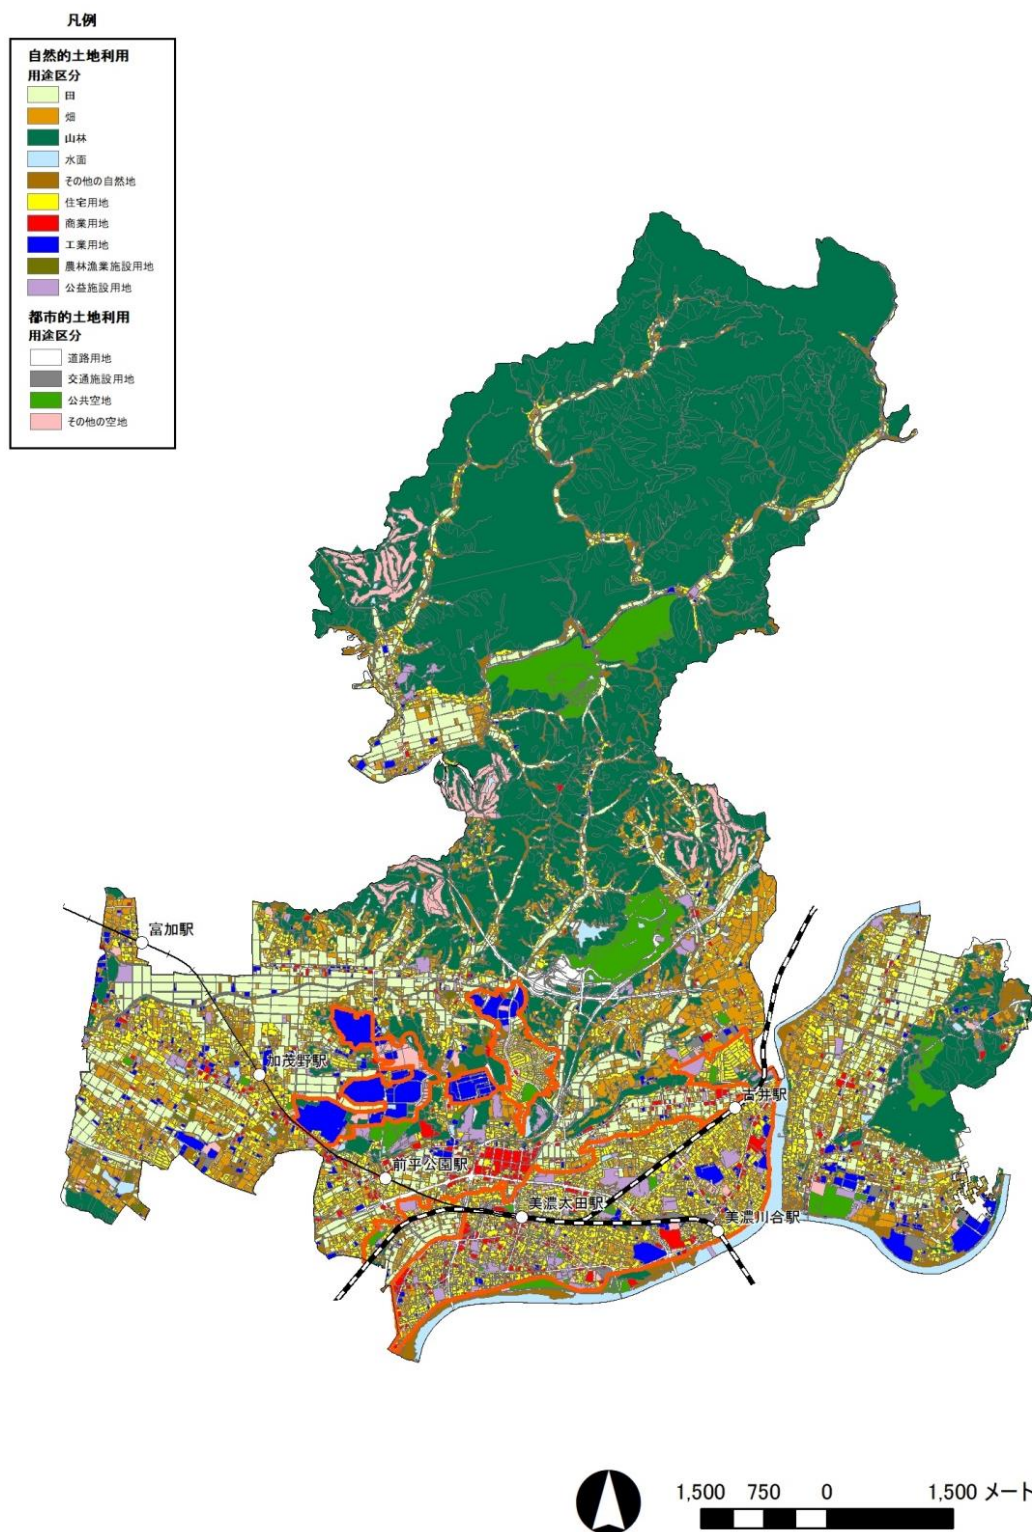 凡例
自然的土地利用
用途区分
田
畑
山林
水面
その他の自然地
住宅用地
商業用地
工業用地
農林漁業施設用地
公益施設用地
都市的土地利用
用途区分
道路用地
交通施設用地
公共空地
その他の空地
富加駅
加茂野駅
古井駅
前平公園駅
美濃太田駅
美濃川合駅
1,500 750 0 1,500 メート